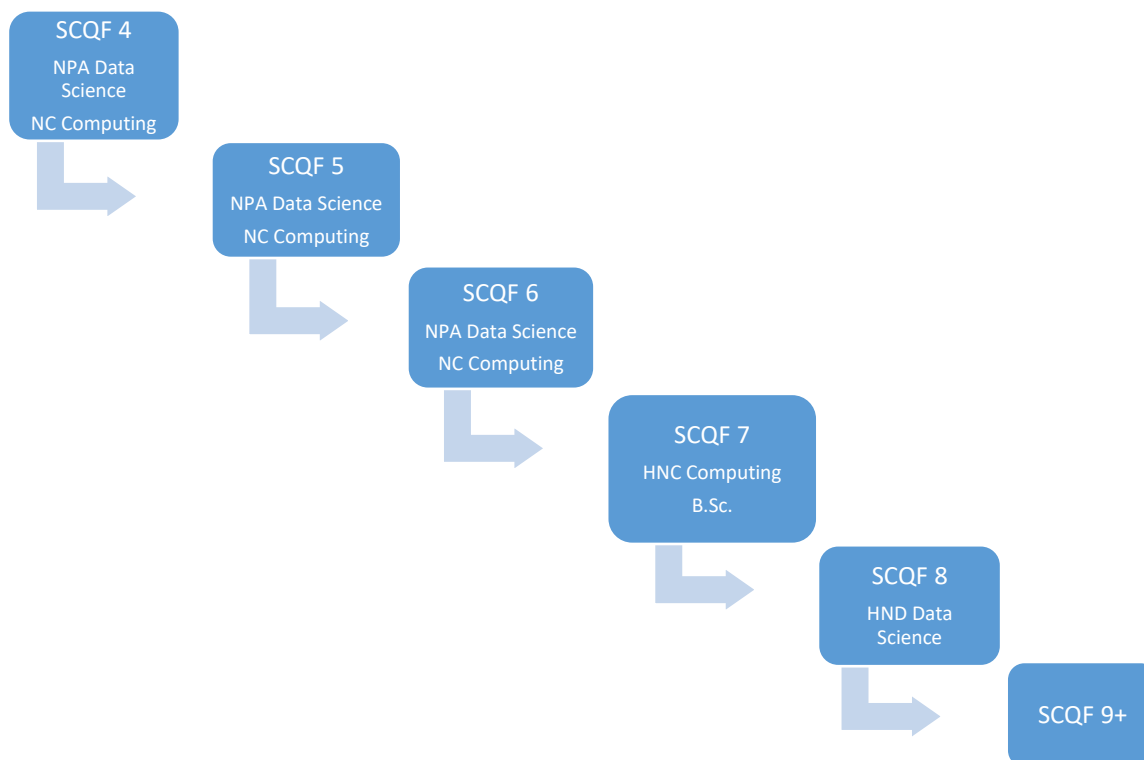 SCQF 4
NPA Data
Science
NC Computing
SCQF 5
NPA Data Science
NC Computing
SCQF 6
NPA Data Science
NC Computing
SCQF 7
HNC Computing
B.Sc.
SCQF 8
HND Data
Science
SCQF 9+